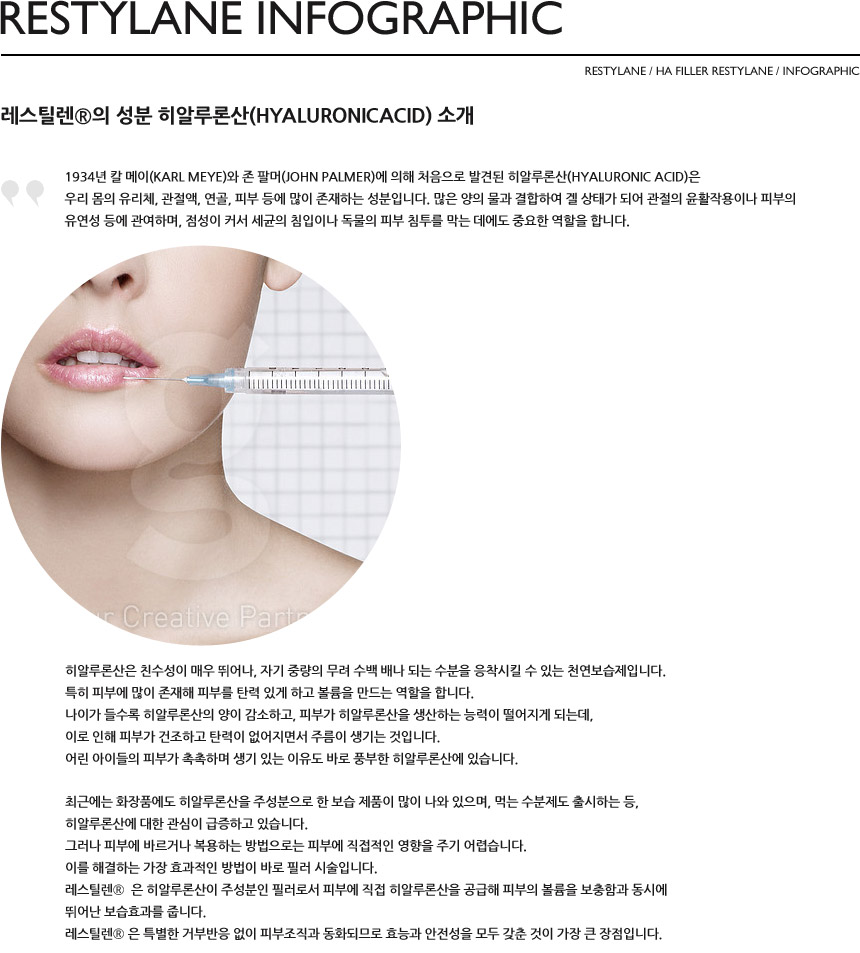 RESTYLANE INFOGRAPHIC
RESTYLANE / HA FILLER RESTYLANE / INFOGRAPHIC
레스틸렌®의 성분 히알루론산(HYALURONICACID) 소개
1934년 칼 메이(KARL MEYE)와 존 팔머(JOHN PALMER)에 의해 처음으로 발견된 히알루론산(HYALURONIC ACID)은
우리 몸의 유리체, 관절액, 연골, 피부 등에 많이 존재하는 성분입니다. 많은 양의 물과 결합하여 겔 상태가 되어 관절의 윤활작용이나 피부의
유연성 등에 관여하며, 점성이 커서 세균의 침입이나 독물의 피부 침투를 막는 데에도 중요한 역할을 합니다.
g
ur Creative Partn
히알루론산은 친수성이 매우 뛰어나, 자기 중량의 무려 수백 배나 되는 수분을 응착시킬 수 있는 천연보습제입니다.
특히 피부에 많이 존재해 피부를 탄력 있게 하고 볼륨을 만드는 역할을 합니다.
나이가 들수록 히알루론산의 양이 감소하고, 피부가 히알루론산을 생산하는 능력이 떨어지게 되는데,
이로 인해 피부가 건조하고 탄력이 없어지면서 주름이 생기는 것입니다.
어린 아이들의 피부가 촉촉하며 생기 있는 이유도 바로 풍부한 히알루론산에 있습니다.
최근에는 화장품에도 히알루론산을 주성분으로 한 보습 제품이 많이 나와 있으며, 먹는 수분제도 출시하는 등,
히알루론산에 대한 관심이 급증하고 있습니다.
그러나 피부에 바르거나 복용하는 방법으로는 피부에 직접적인 영향을 주기 어렵습니다.
이를 해결하는 가장 효과적인 방법이 바로 필러 시술입니다.
레스틸렌® 은 히알루론산이 주성분인 필러로서 피부에 직접 히알루론산을 공급해 피부의 볼륨을 보충함과 동시에
뛰어난 보습효과를 줍니다.
레스틸렌® 은 특별한 거부반응 없이 피부조직과 동화되므로 효능과 안전성을 모두 갖춘 것이 가장 큰 장점입니다.